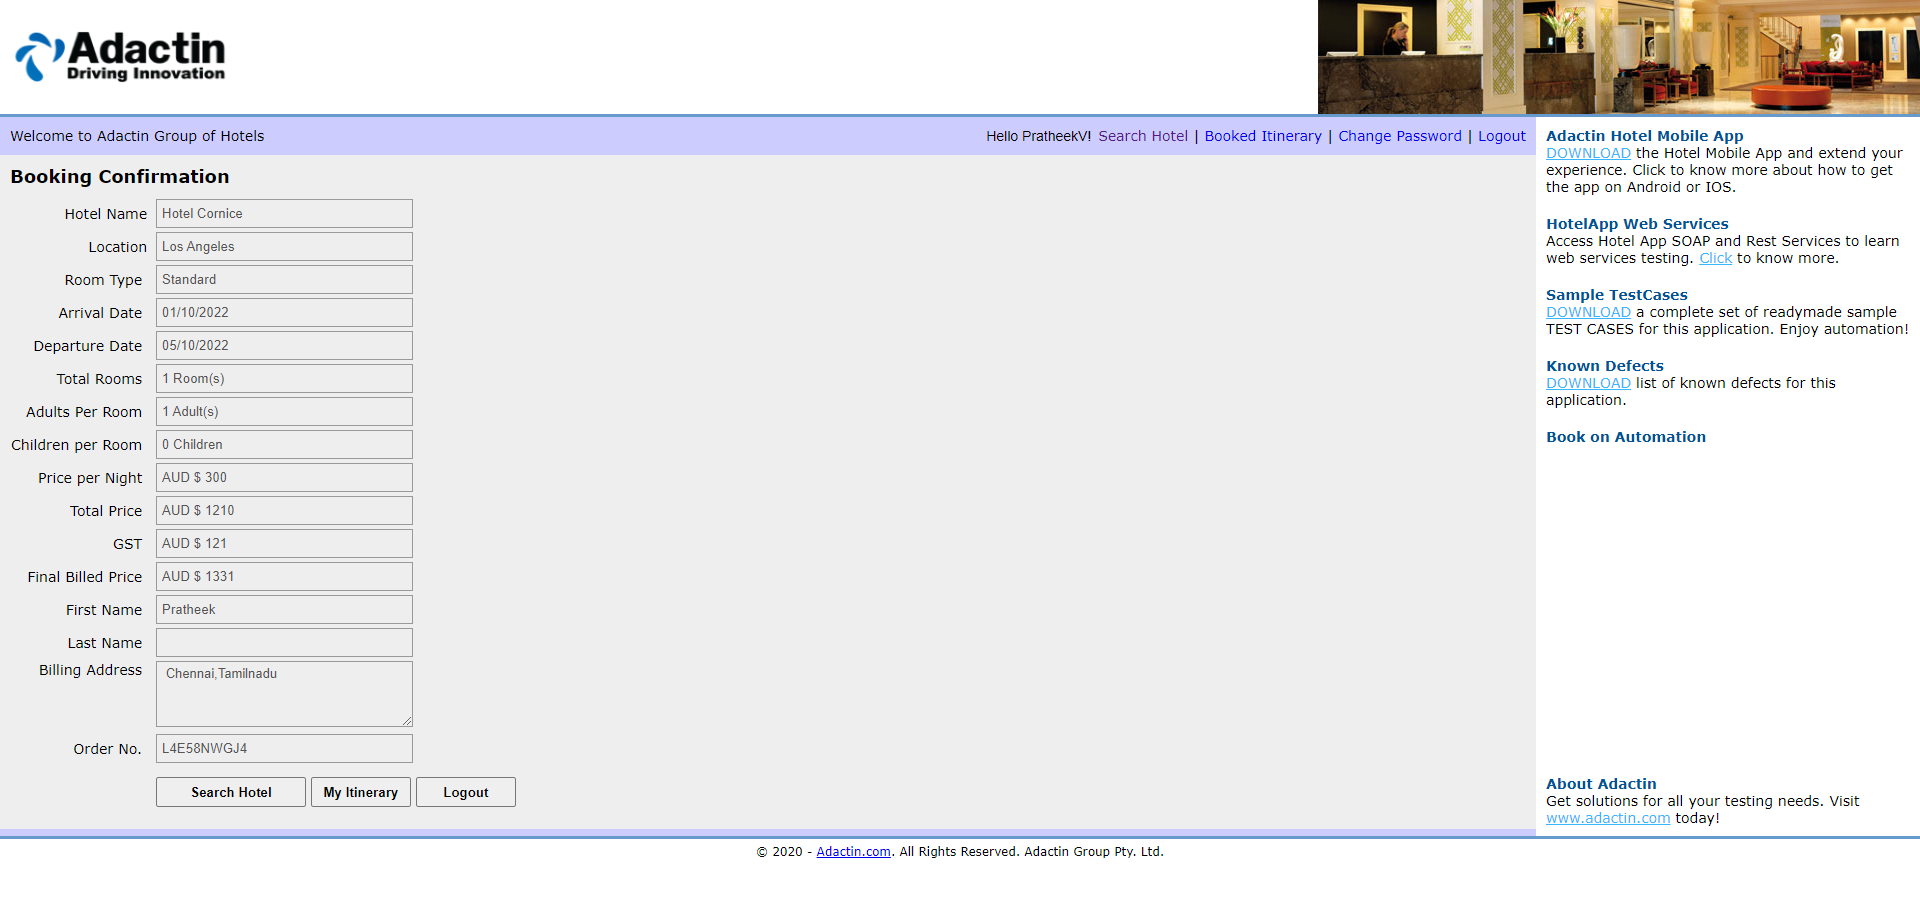 Adactin
Driving Innovation
Welcome to Adactin Group of Hotels
Hello PratheekV! Search Hotel | Booked Itinerary | Change Password | Logout
Booking Confirmation
Hotel Name Hotel Cornice
Location Los Angeles
Room Type Standard
Arrival Date 01/10/2022
Departure Date 05/10/2022
Total Rooms 1 Room(s)
Adults Per Room 1 Adult(s)
Children per Room 0 Children
Price per Night AUD $ 300
Total Price AUD $ 1210
GST AUD $ 121
Final Billed Price AUD $ 1331
First Name Pratheek
Last Name
Billing Address Chennai,Tamilnadu
Order No. L4E58NWGJ4
Search Hotel My Itinerary Logout
Adactin Hotel Mobile App
DOWNLOAD the Hotel Mobile App and extend your
experience. Click to know more about how to get
the app on Android or IOS.
HotelApp Web Services
Access Hotel App SOAP and Rest Services to learn
web services testing. Click to know more.
Sample TestCases
DOWNLOAD a complete set of readymade sample
TEST CASES for this application. Enjoy automation!
Known Defects
DOWNLOAD list of known defects for this
application.
Book on Automation
About Adactin
Get solutions for all your testing needs. Visit
www.adactin.com today!
© 2020 - Adactin.com. All Rights Reserved. Adactin Group Pty. Ltd.